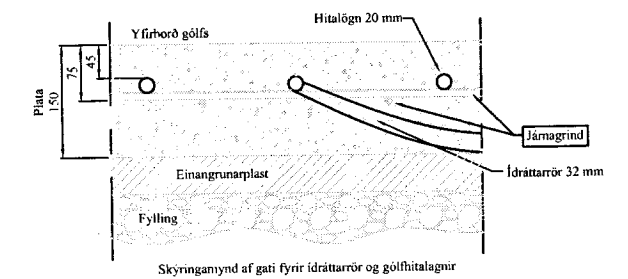 Hitalögn 20 mm
Yfirborð gólfs
45
75
Plata
150
Járnagrind
Ídráttarrör 32 mm
Einangrunarplast
Fylling
Skýringamynd af gati fyrir ídráttarrör og gólfhitalagnir